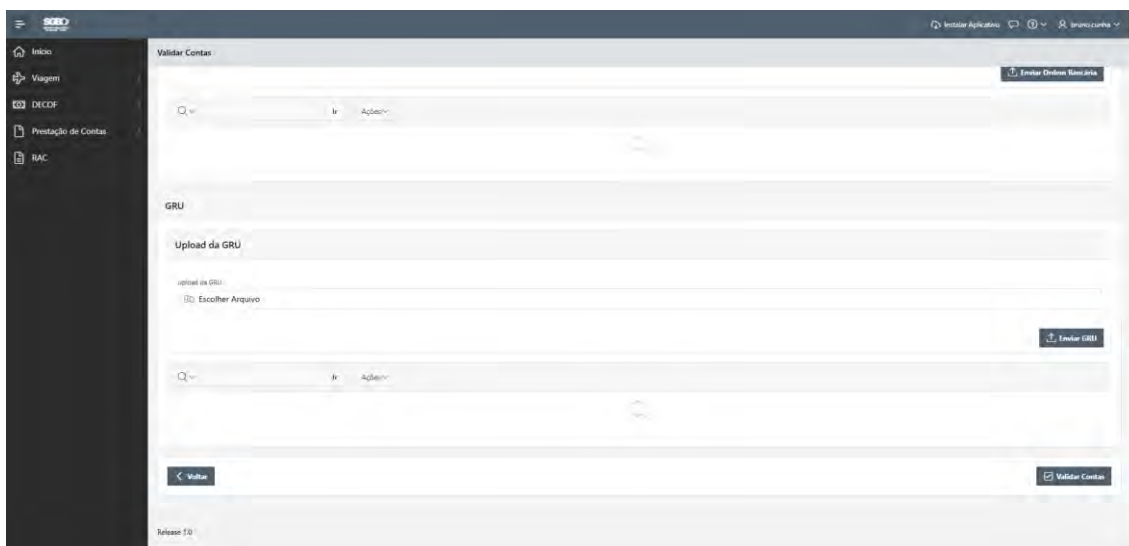 SGBD
Instalar Aplicativo
bruno.cunha
Início
Viagem
DECOF
Prestação de Contas
RAC
Validar Contas
Enviar Ordem Bancária
Ir Ações
GRU
Upload da GRU
Upload da GRU
Escolher Arquivo
Enviar GRU
Ir Ações
Voltar
Validar Contas
Release 1.0